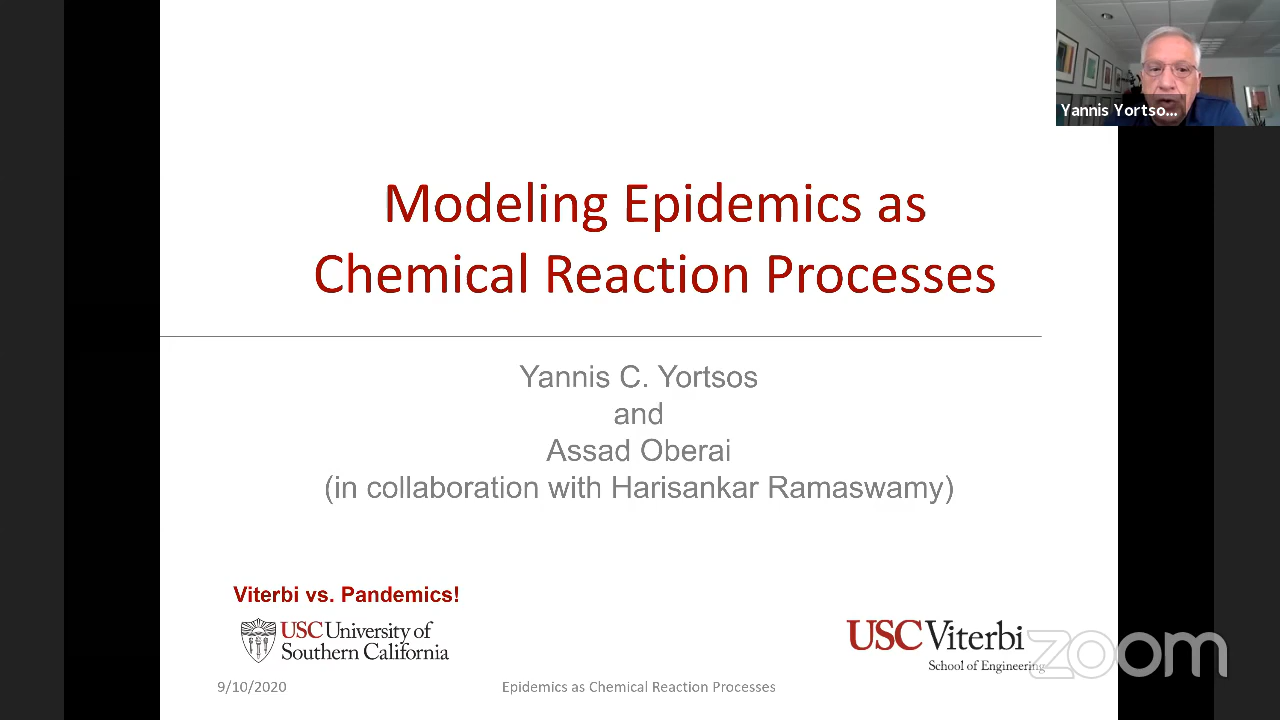 Yannis Yortso...
Modeling Epidemics as
Chemical Reaction Processes
Yannis C. Yortsos
and
Assad Oberai
(in collaboration with Harisankar Ramaswamy)
Viterbi vs. Pandemics!
USC University of
Southern California
USC Viterbi
School of Engineering
zoom
9/10/2020
Epidemics as Chemical Reaction Processes